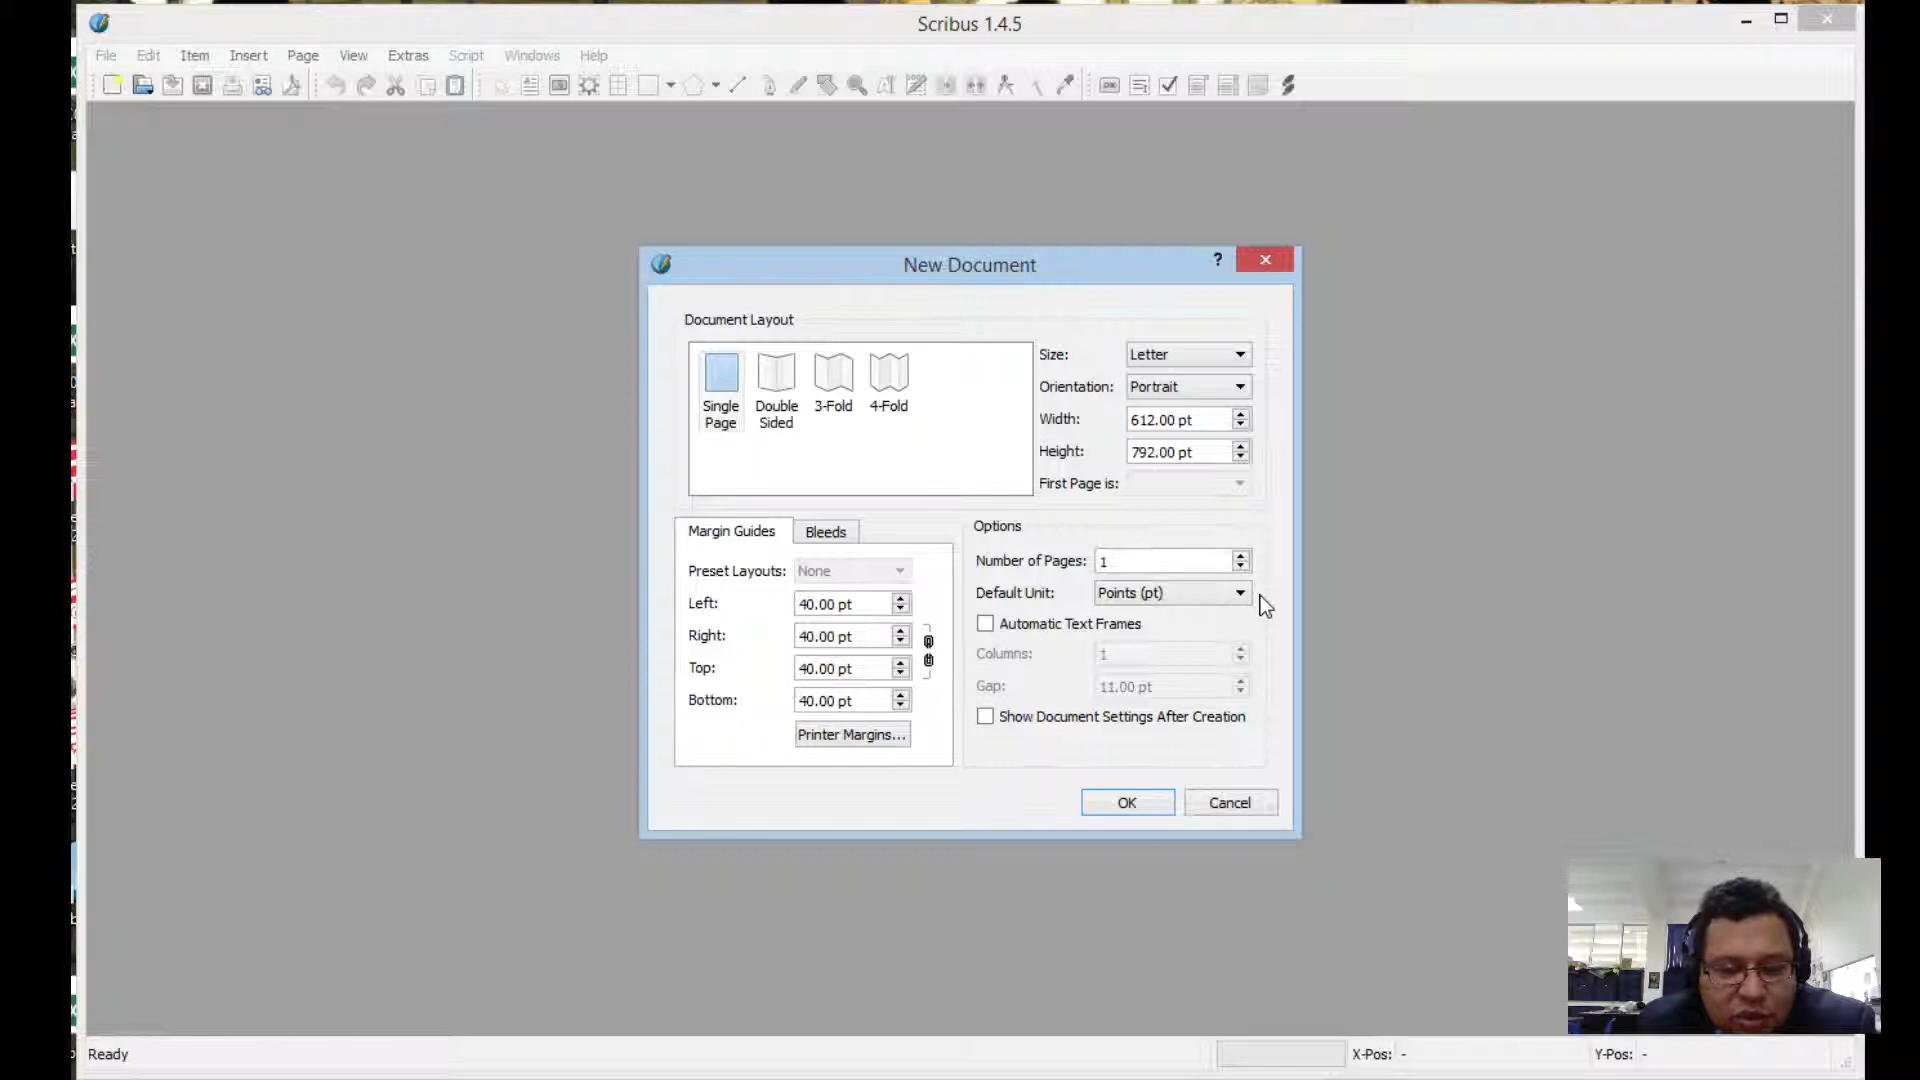 Scribus 1.4.5
File Edit Item Insert Page View Extras Script Windows Help
New Document
?
Document Layout
Single Page
Double Sided
3-Fold
4-Fold
Size: Letter
Orientation: Portrait
Width: 612.00 pt
Height: 792.00 pt
First Page is:
Margin Guides
Bleeds
Preset Layouts: None
Left: 40.00 pt
Right: 40.00 pt
Top: 40.00 pt
Bottom: 40.00 pt
Printer Margins...
Options
Number of Pages: 1
Default Unit: Points (pt)
Automatic Text Frames
Columns: 1
Gap: 11.00 pt
Show Document Settings After Creation
OK
Cancel
Ready
X-Pos: -
Y-Pos: -